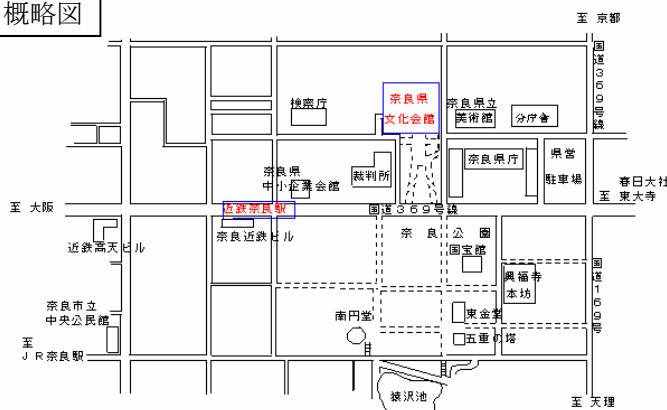 概略図
至 京都
国道369号線
検察庁
奈良県
文化会館
奈良県立
美術館
分庁舎
奈良県
中小企業会館
裁判所
奈良県庁
県営
駐車場
春日大社
至 東大寺
至 大阪
近鉄奈良駅
国道369号線
近鉄高天ビル
奈良近鉄ビル
奈良公園
国宝館
興福寺
本坊
国道169号
奈良市立
中央公民館
南円堂
東金堂
五重の塔
至
JR奈良駅
猿沢池
至 天理